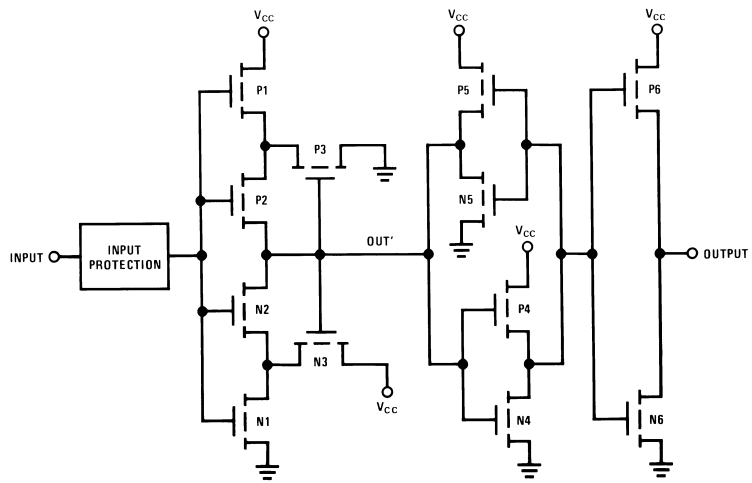 VCC
VCC
VCC
P1
P5
P6
P3
P2
N5
OUT'
VCC
INPUT
INPUT
PROTECTION
OUTPUT
N2
P4
N3
VCC
N1
N4
N6